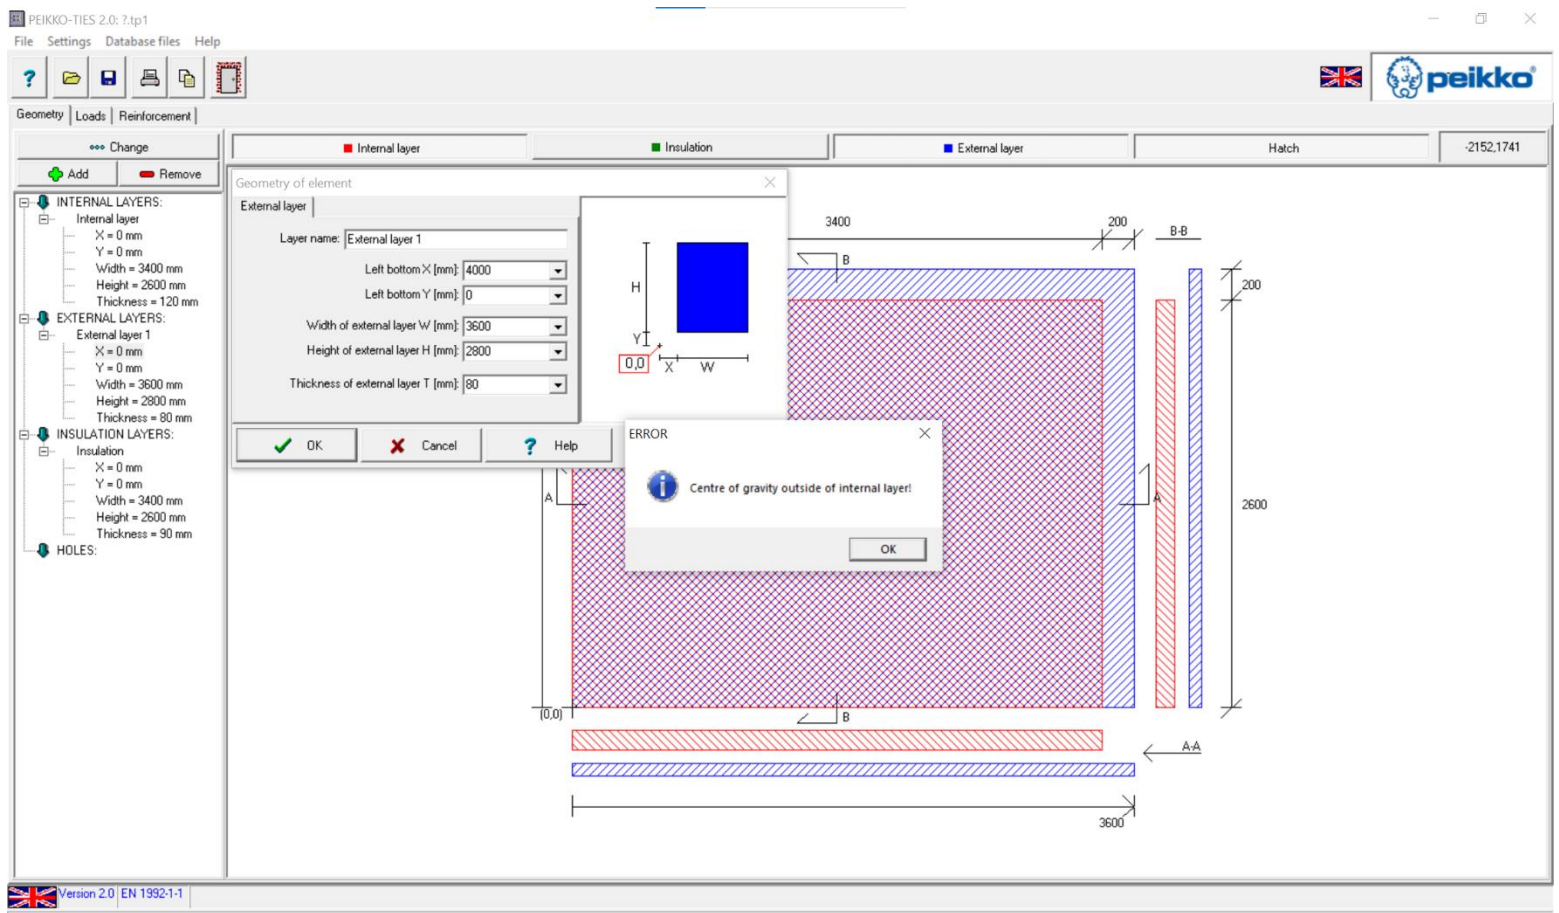 PEIKKO-TIES 2.0: ?.tp1
File Settings Database files Help
peikko
Geometry Loads Reinforcement
Change
Internal layer
Insulation
External layer
Hatch
-2152,1741
Add Remove
INTERNAL LAYERS:
Internal layer
X = 0 mm
Y = 0 mm
Width = 3400 mm
Height = 2600 mm
Thickness = 120 mm
EXTERNAL LAYERS:
External layer 1
X = 0 mm
Y = 0 mm
Width = 3600 mm
Height = 2800 mm
Thickness = 80 mm
INSULATION LAYERS:
Insulation
X = 0 mm
Y = 0 mm
Width = 3400 mm
Height = 2600 mm
Thickness = 90 mm
HOLES:
Geometry of element
External layer
Layer name: External layer 1
Left bottom X [mm]: 4000
Left bottom Y [mm]: 0
Width of external layer W [mm]: 3600
Height of external layer H [mm]: 2800
Thickness of external layer T [mm]: 80
H
Y
0,0
X
W
OK Cancel ? Help
ERROR
Centre of gravity outside of internal layer!
OK
3400
200
B-B
B
200
A
A
2600
(0,0)
B
A-A
3600
Version 2.0 EN 1992-1-1